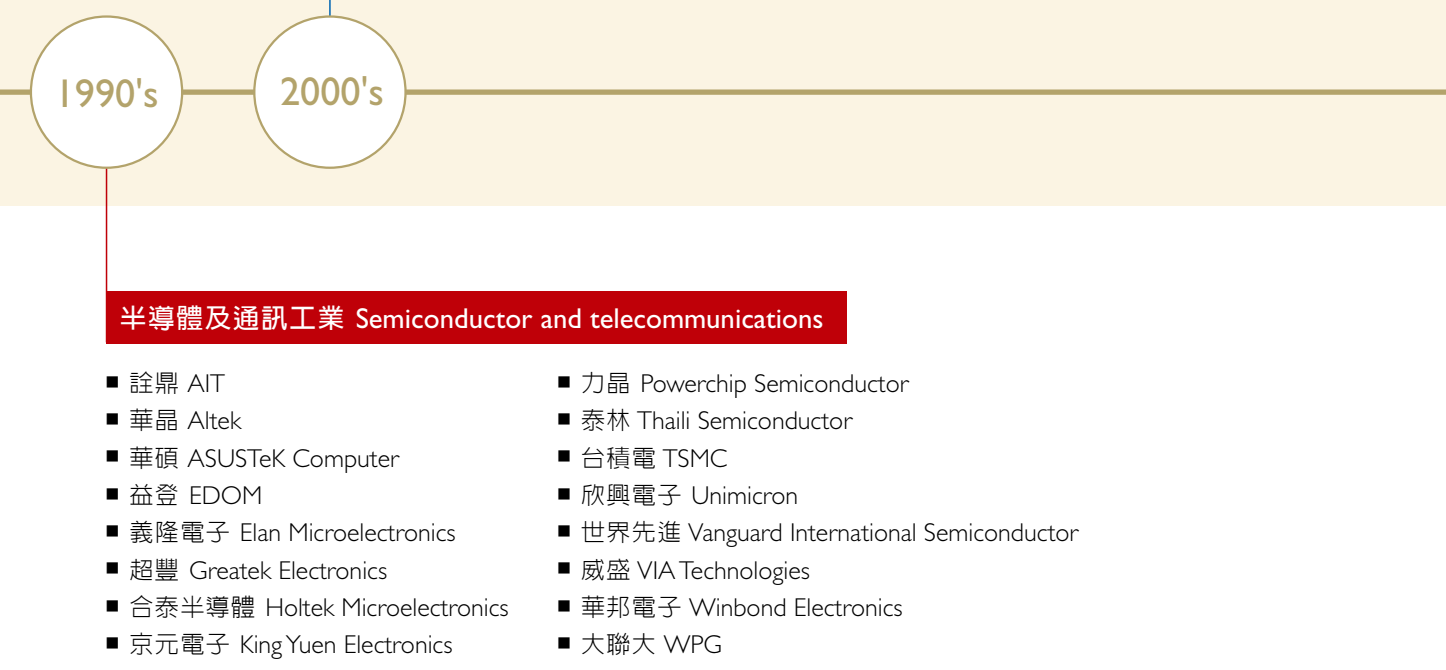 1990's
2000's
半導體及通訊工業 Semiconductor and telecommunications
■ 詮鼎 AIT
■ 華晶 Altek
■ 華碩 ASUSTeK Computer
■ 益登 EDOM
■ 義隆電子 Elan Microelectronics
■ 超豐 Greatek Electronics
■ 合泰半導體 Holtek Microelectronics
■ 京元電子 King Yuen Electronics
■ 力晶 Powerchip Semiconductor
■ 泰林 Thaili Semiconductor
■ 台積電 TSMC
■ 欣興電子 Unimicron
■ 世界先進 Vanguard International Semiconductor
■ 威盛 VIA Technologies
■ 華邦電子 Winbond Electronics
■ 大聯大 WPG